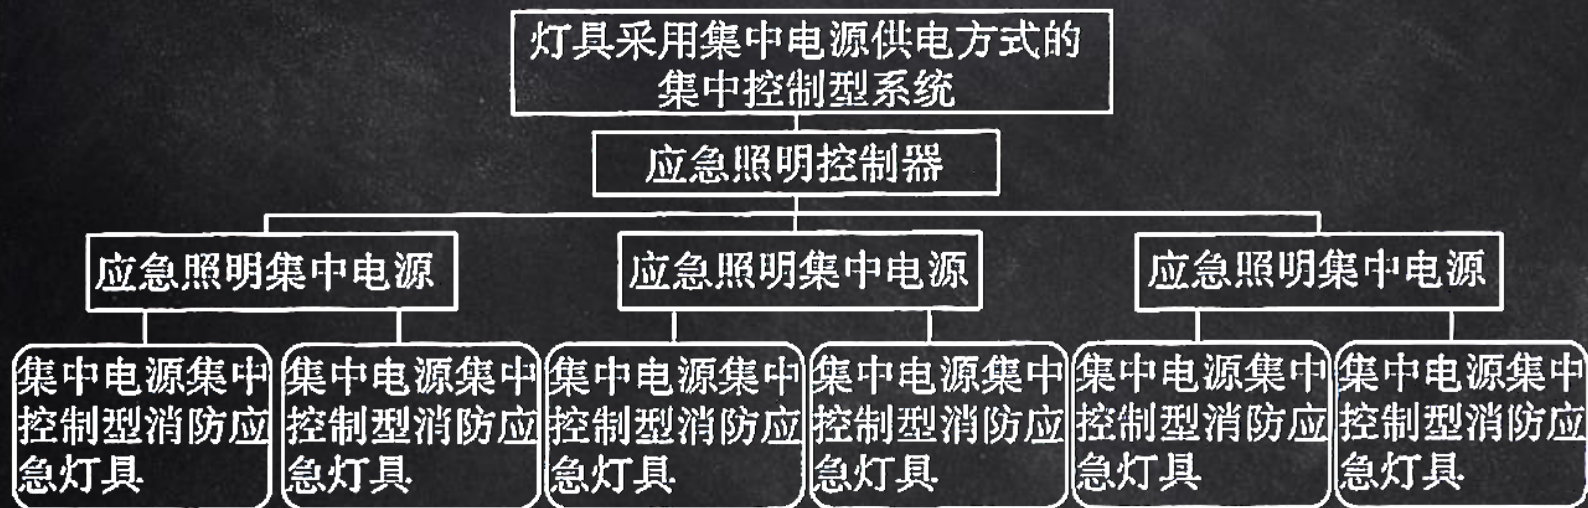 灯具采用集中电源供电方式的
集中控制型系统
应急照明控制器
应急照明集中电源
应急照明集中电源
应急照明集中电源
集中电源集中
控制型消防应
急灯具
集中电源集中
控制型消防应
急灯具
集中电源集中
控制型消防应
急灯具
集中电源集中
控制型消防应
急灯具
集中电源集中
控制型消防应
急灯具
集中电源集中
控制型消防应
急灯具